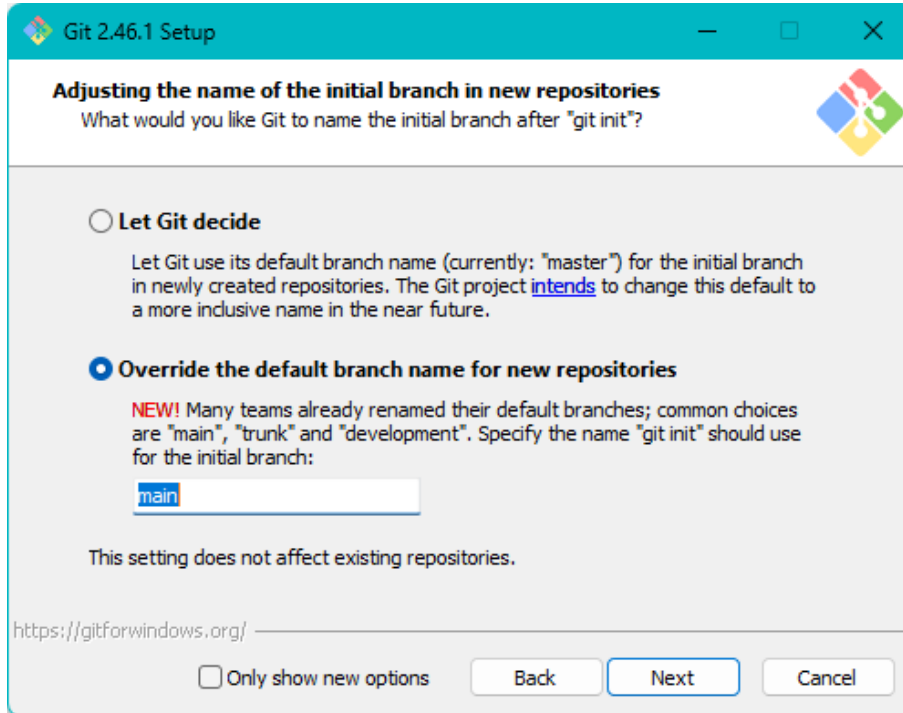 Git 2.46.1 Setup
Adjusting the name of the initial branch in new repositories
What would you like Git to name the initial branch after "git init"?
Let Git decide
Let Git use its default branch name (currently: "master") for the initial branch
in newly created repositories. The Git project intends to change this default to
a more inclusive name in the near future.
Override the default branch name for new repositories
NEW! Many teams already renamed their default branches; common choices
are "main", "trunk" and "development". Specify the name "git init" should use
for the initial branch:
main
This setting does not affect existing repositories.
https://gitforwindows.org/
Only show new options
Back
Next
Cancel